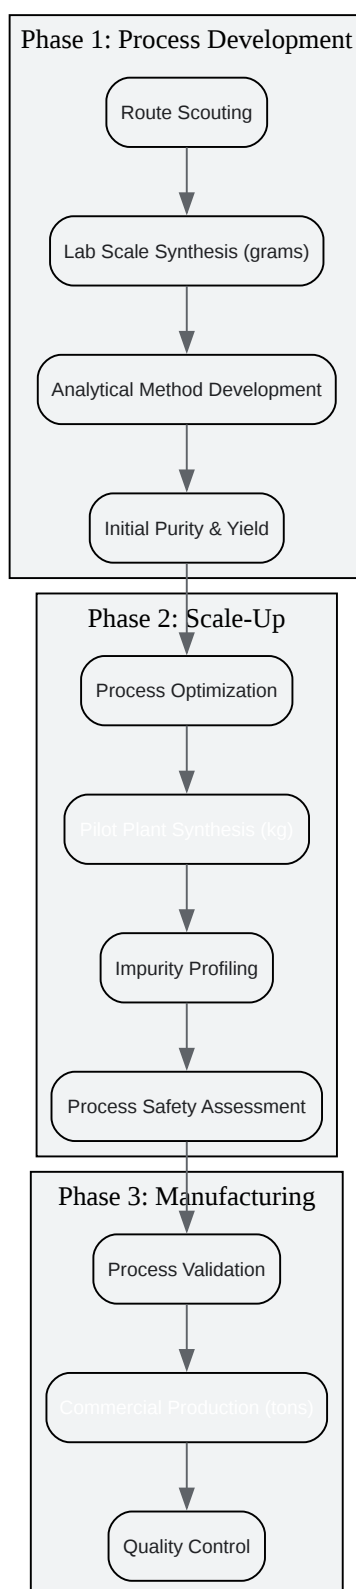 Phase 1: Process Development
Route Scouting
Lab Scale Synthesis (grams)
Analytical Method Development
Initial Purity & Yield
Phase 2: Scale-Up
Process Optimization
Pilot Plant Synthesis (kg)
Impurity Profiling
Process Safety Assessment
Phase 3: Manufacturing
Process Validation
Commercial Production (tons)
Quality Control